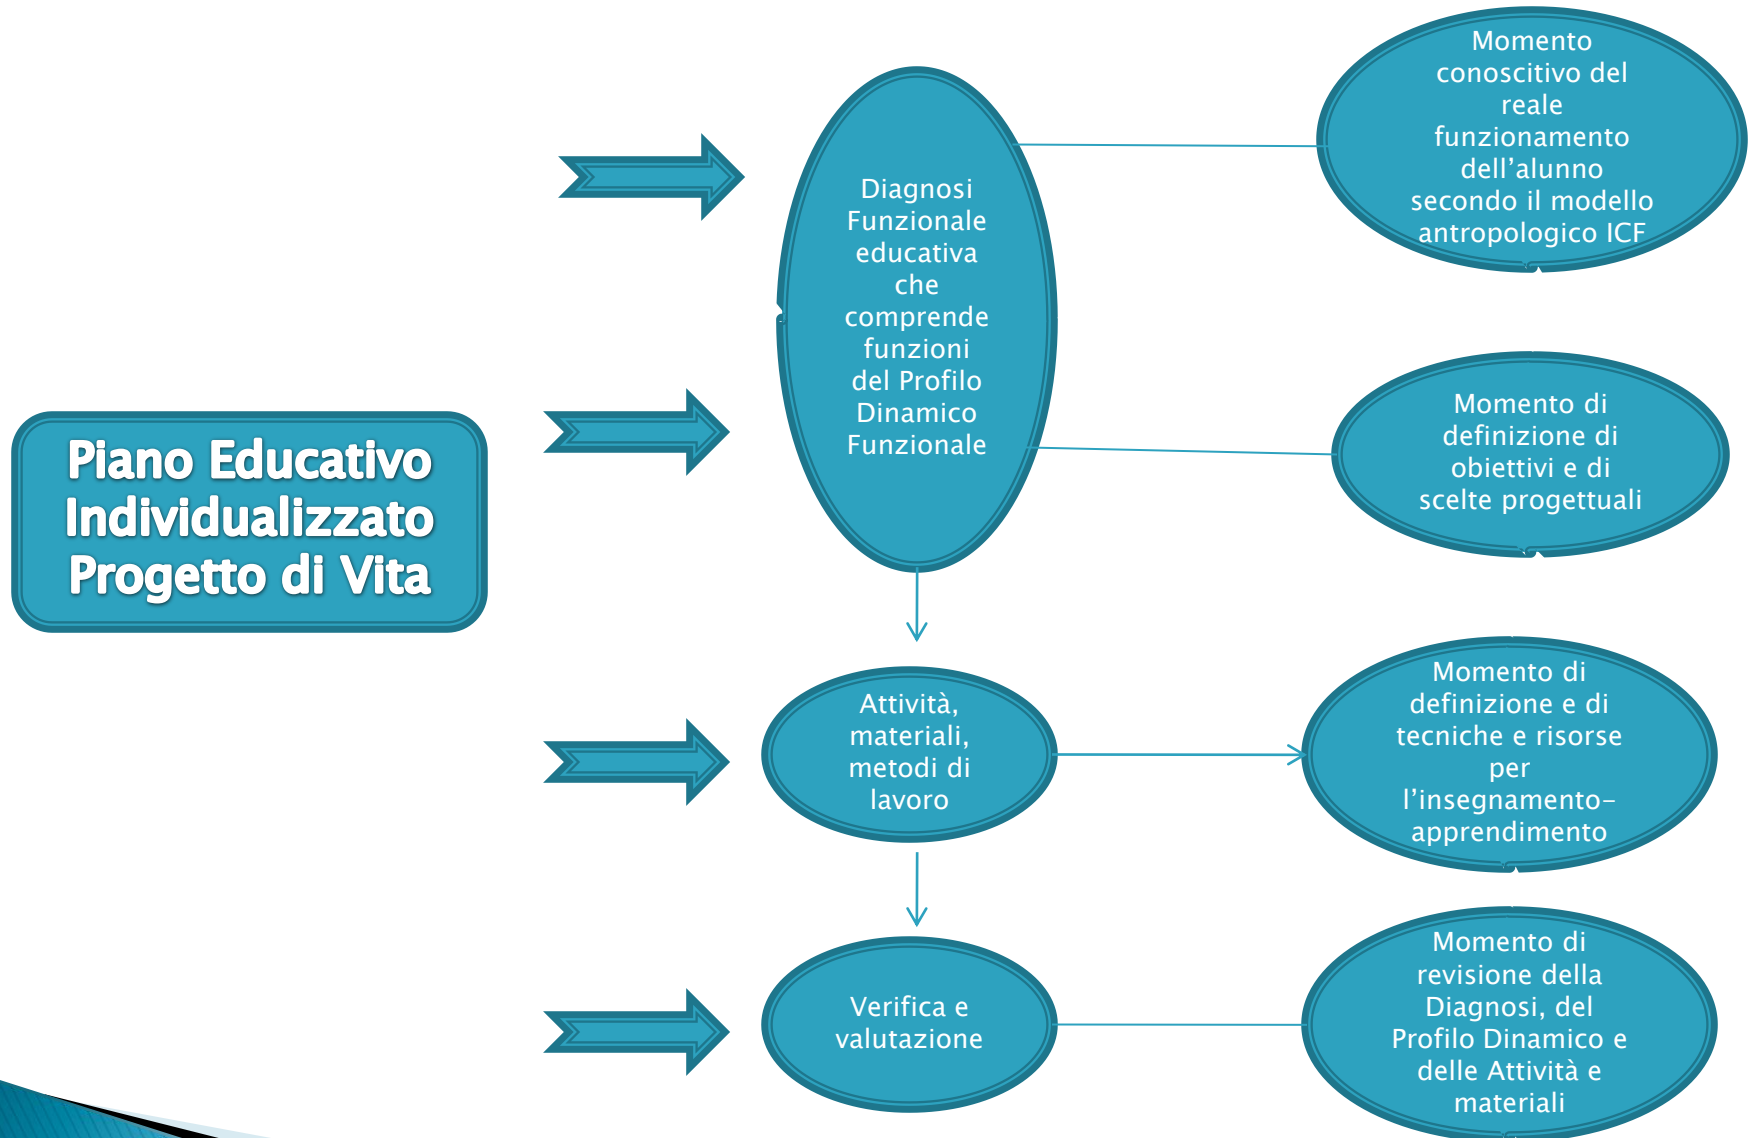 Piano Educativo
Individualizzato
Progetto di Vita
Diagnosi
Funzionale
educativa
che
comprende
funzioni
del Profilo
Dinamico
Funzionale
Momento
conoscitivo del
reale
funzionamento
dell’alunno
secondo il modello
antropologico ICF
Momento di
definizione di
obiettivi e di
scelte progettuali
Attività,
materiali,
metodi di
lavoro
Momento di
definizione e di
tecniche e risorse
per
l’insegnamento-
apprendimento
Verifica e
valutazione
Momento di
revisione della
Diagnosi, del
Profilo Dinamico e
delle Attività e
materiali